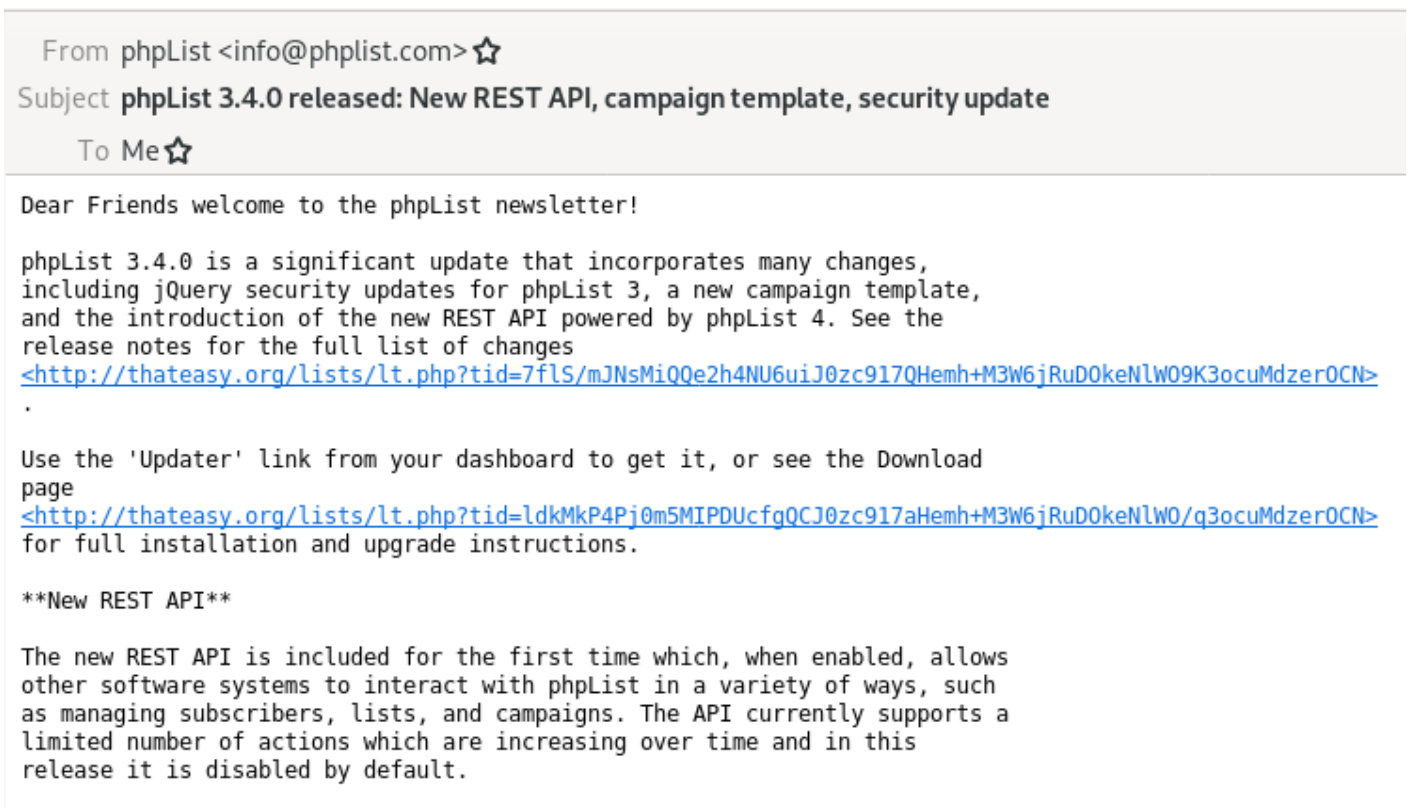 From phpList <info@phplist.com>
Subject phpList 3.4.0 released: New REST API, campaign template, security update
To Me
Dear Friends welcome to the phpList newsletter!
phpList 3.4.0 is a significant update that incorporates many changes,
including jQuery security updates for phpList 3, a new campaign template,
and the introduction of the new REST API powered by phpList 4. See the
release notes for the full list of changes
<http://thateasy.org/lists/lt.php?tid=7flS/mJNsMiQQe2h4NU6uiJ0zc917QHemh+M3W6jRuDOkeNlWO9K3ocuMdzerOCN>
.
Use the 'Updater' link from your dashboard to get it, or see the Download
page
<http://thateasy.org/lists/lt.php?tid=ldkMkP4Pj0m5MIPDUcfgQCJ0zc917aHemh+M3W6jRuDOkeNlWO/q3ocuMdzerOCN>
for full installation and upgrade instructions.
**New REST API**
The new REST API is included for the first time which, when enabled, allows
other software systems to interact with phpList in a variety of ways, such
as managing subscribers, lists, and campaigns. The API currently supports a
limited number of actions which are increasing over time and in this
release it is disabled by default.